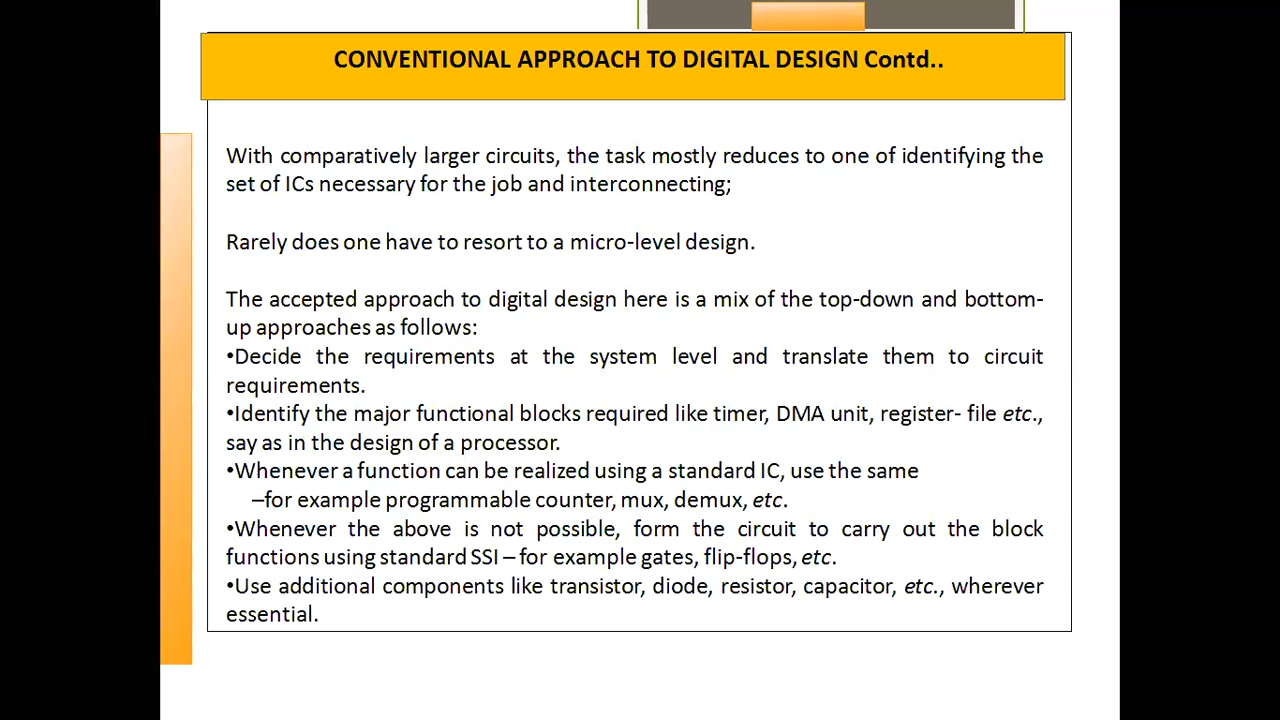 CONVENTIONAL APPROACH TO DIGITAL DESIGN Contd..
With comparatively larger circuits, the task mostly reduces to one of identifying the
set of ICs necessary for the job and interconnecting;
Rarely does one have to resort to a micro-level design.
The accepted approach to digital design here is a mix of the top-down and bottom-
up approaches as follows:
•Decide the requirements at the system level and translate them to circuit
requirements.
•Identify the major functional blocks required like timer, DMA unit, register- file etc.,
say as in the design of a processor.
•Whenever a function can be realized using a standard IC, use the same
–for example programmable counter, mux, demux, etc.
•Whenever the above is not possible, form the circuit to carry out the block
functions using standard SSI – for example gates, flip-flops, etc.
•Use additional components like transistor, diode, resistor, capacitor, etc., wherever
essential.